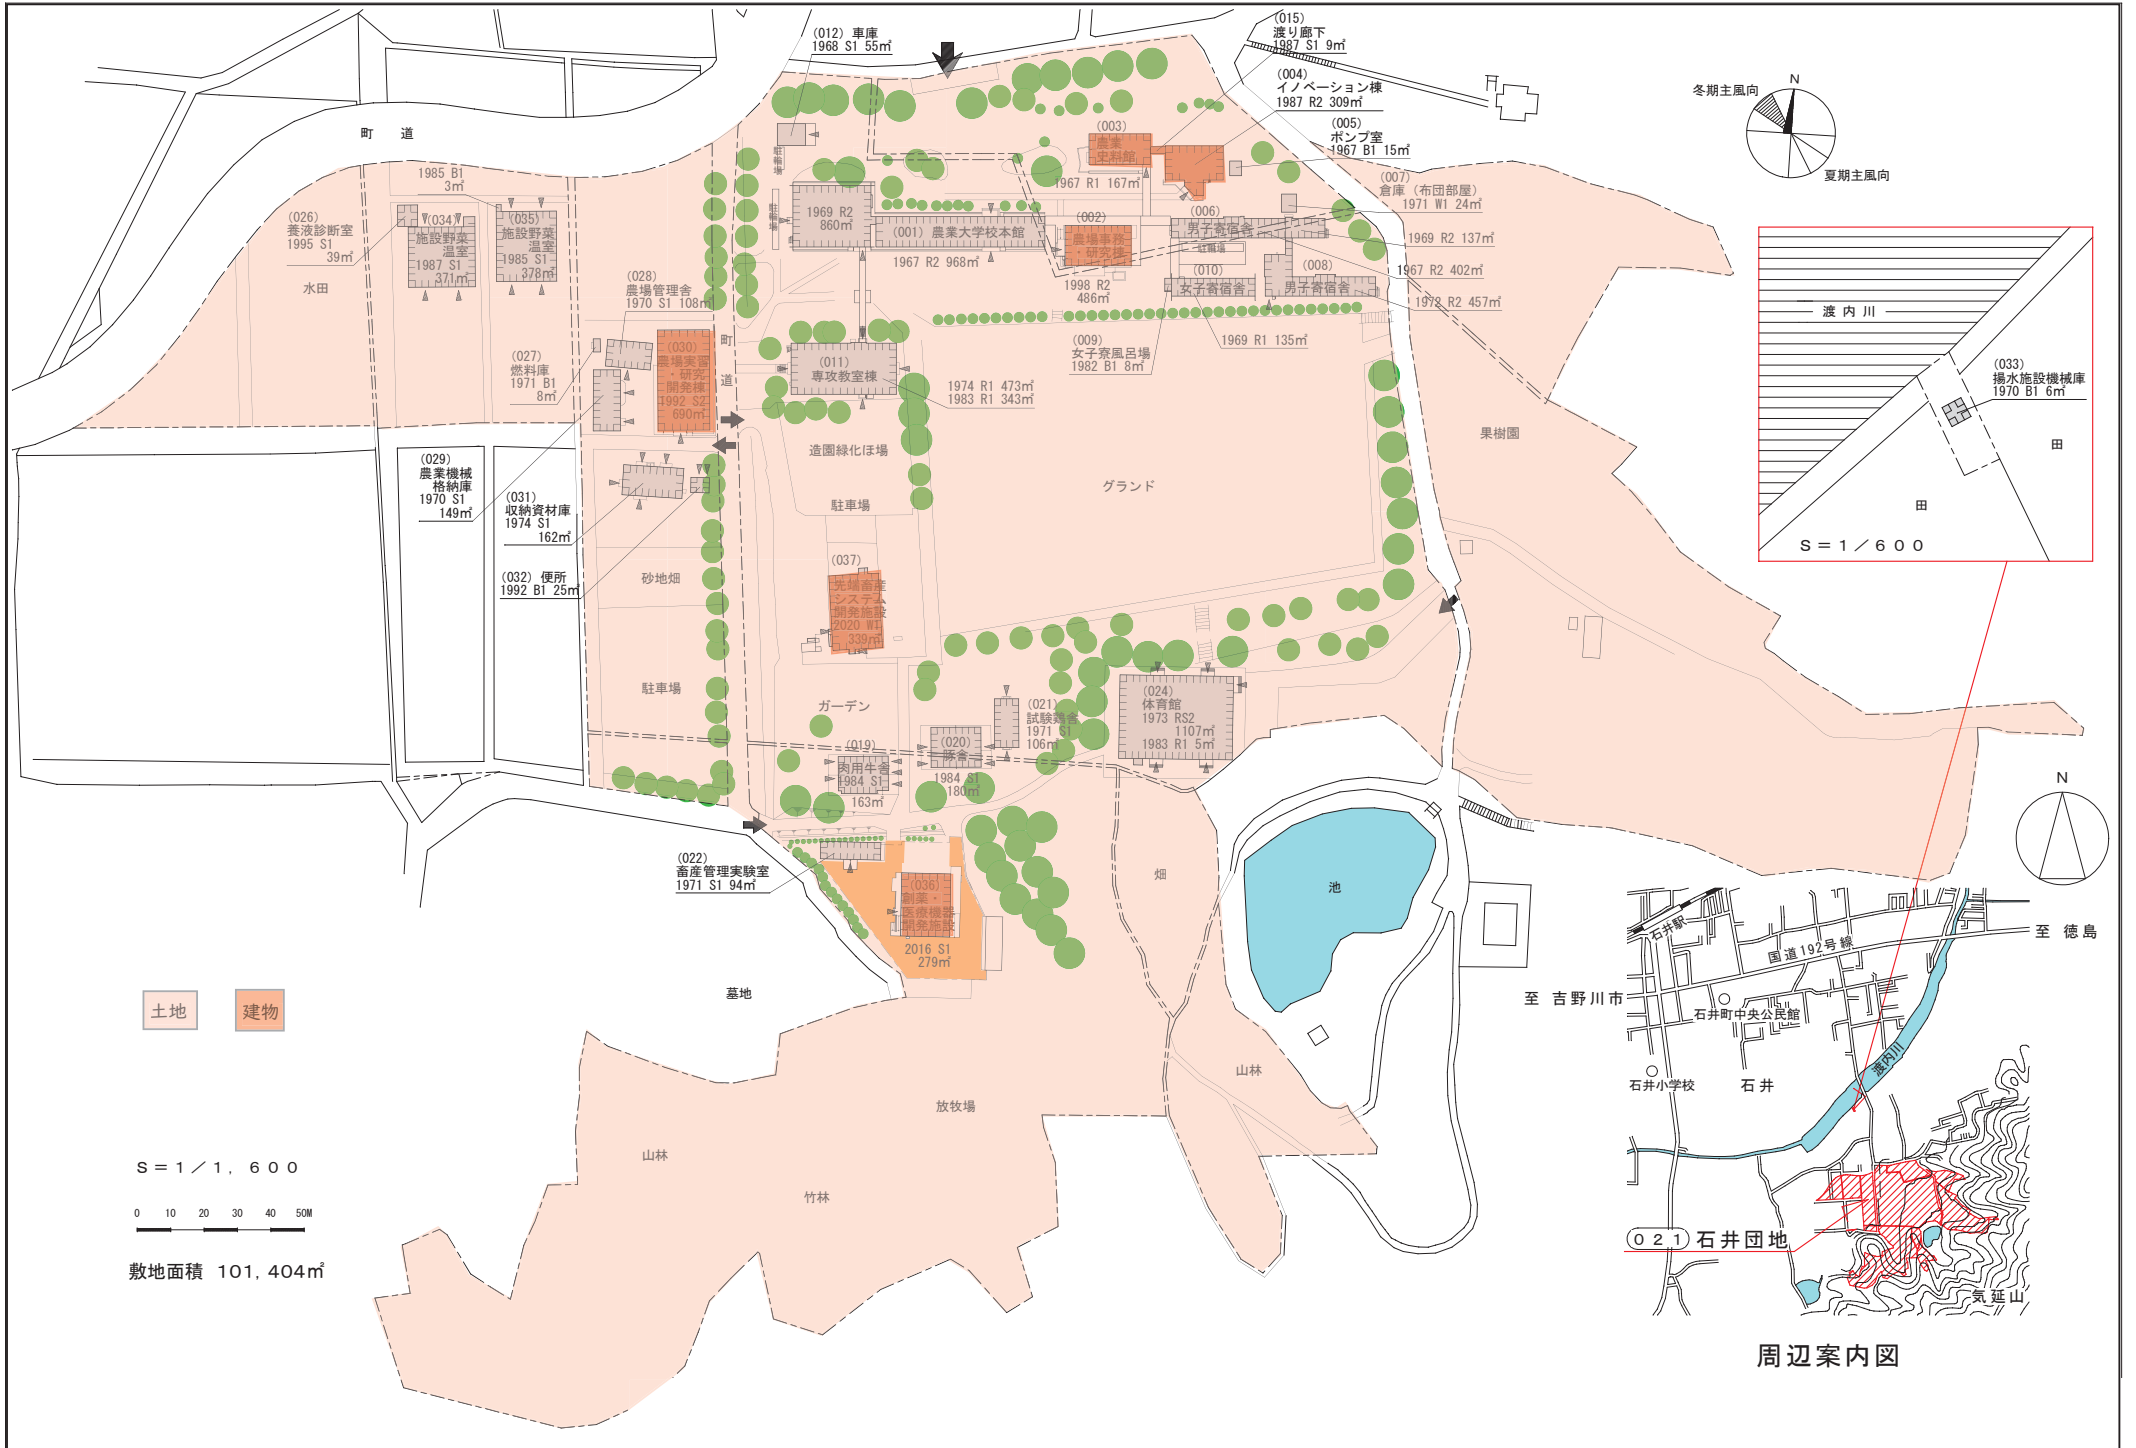 (012) 車庫
1968 S1 55㎡
(015)
渡り廊下
1987 S1 9㎡
(004)
イノベーション棟
1987 R2 309㎡
(005)
ポンプ室
1967 B1 15㎡
(003)
農業
史料館
1967 R1 167㎡
(007)
倉庫（布団部屋）
1971 W1 24㎡
冬期主風向
N
夏期主風向
町 道
1985 B1
3㎡
(026)
養液診断室
1995 S1
39㎡
(034)
施設野菜
温室
1987 S1
371㎡
(035)
施設野菜
温室
1985 S1
378㎡
水田
駐輪場
駐輪場
1969 R2
860㎡
(001) 農業大学校本館
1967 R2 968㎡
(002)
農場事務
・研究棟
1998 R2
486㎡
(006)
男子寄宿舎
駐輪場
1969 R2 137㎡
1967 R2 402㎡
(010)
女子寄宿舎
(008)
男子寄宿舎
1972 R2 457㎡
1969 R1 135㎡
(009)
女子寮風呂場
1982 B1 8㎡
(028)
農場管理舎
1970 S1 108㎡
(027)
燃料庫
1971 B1
8㎡
(030)
農場実習
・研究
開発棟
1992 S2
690㎡
町
道
(011)
専攻教室棟
1974 R1 473㎡
1983 R1 343㎡
造園緑化ほ場
駐車場
グランド
果樹園
渡内川
(033)
揚水施設機械庫
1970 B1 6㎡
田
田
S＝1／600
(029)
農業機械
格納庫
1970 S1
149㎡
(031)
収納資材庫
1974 S1
162㎡
(032) 便所
1992 B1 25㎡
砂地畑
駐車場
(037)
先端畜産
システム
開発施設
2020 W1
339㎡
ガーデン
(019)
肉用牛舎
1984 S1
163㎡
(020)
豚舎
1984 S1
180㎡
(021)
試験鶏舎
1971 S1
106㎡
(024)
体育館
1973 RS2
1107㎡
1983 R1 5㎡
(022)
畜産管理実験室
1971 S1 94㎡
(036)
創薬・
医療機器
開発施設
2016 S1
279㎡
畑
池
墓地
山林
放牧場
山林
竹林
土地
建物
S＝1／1,600
0 10 20 30 40 50M
敷地面積 101,404㎡
N
石井駅
国道192号線
至 徳島
至 吉野川市
石井町中央公民館
石井小学校
石井
渡内川
(021) 石井団地
気延山
周辺案内図